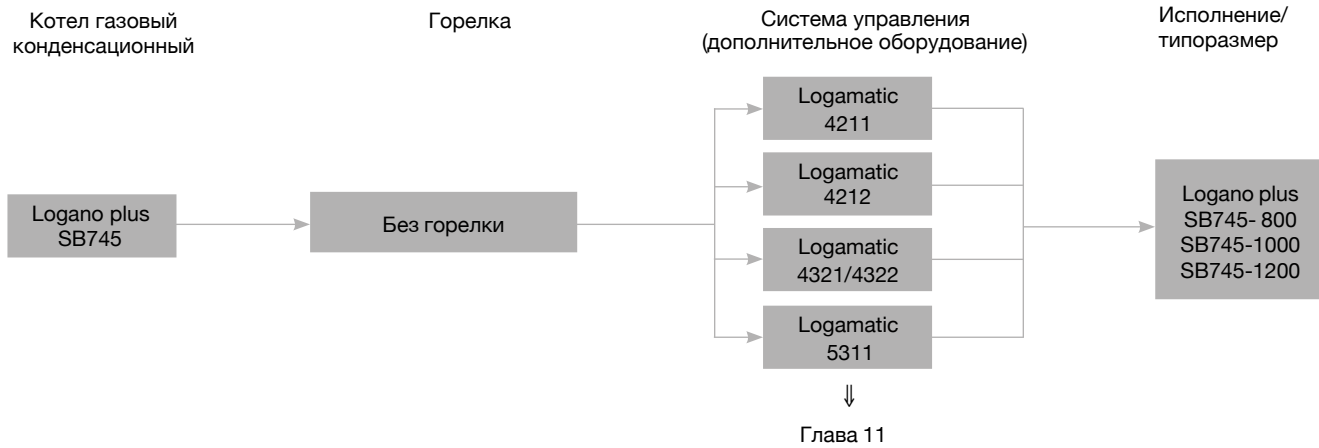 Котел газовый
конденсационный
Горелка
Система управления
(дополнительное оборудование)
Исполнение/
типоразмер
Logano plus
SB745
Без горелки
Logamatic
4211
Logamatic
4212
Logamatic
4321/4322
Logamatic
5311
⇓
Глава 11
Logano plus
SB745- 800
SB745-1000
SB745-1200